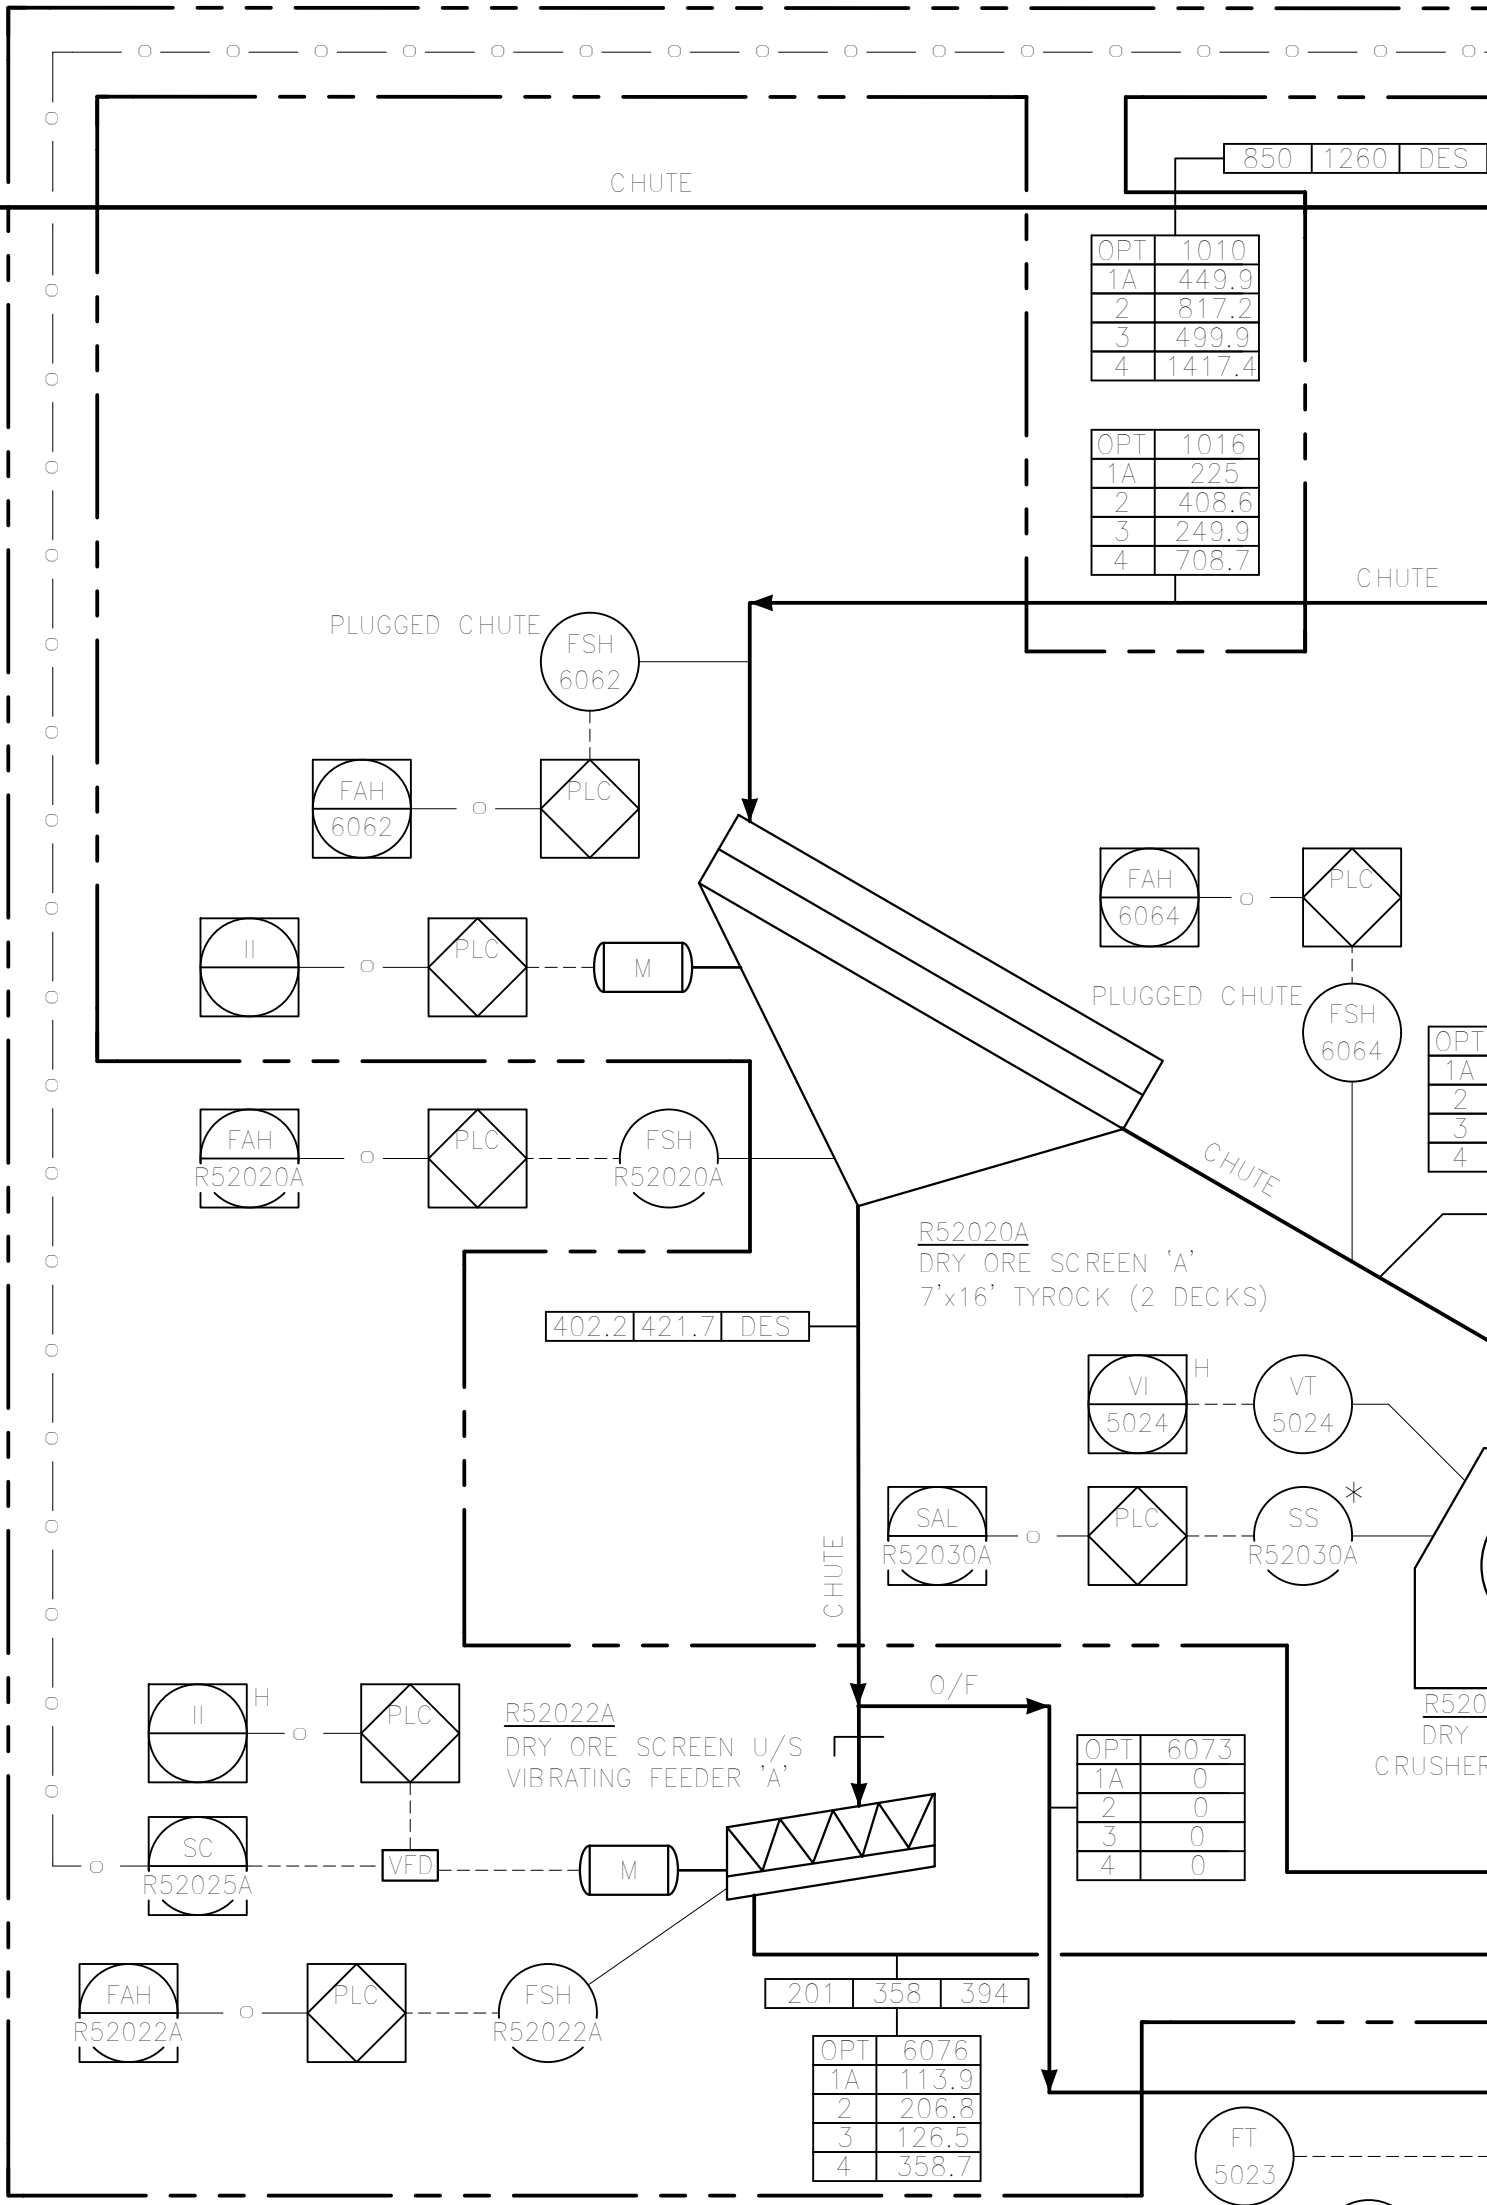 CHUTE
850 1260 DES
OPT 1010
1A 449.9
2 817.2
3 499.9
4 1417.4
OPT 1016
1A 225
2 408.6
3 249.9
4 708.7
CHUTE
PLUGGED CHUTE
FSH
6062
FAH
6062
PLC
FAH
6064
PLC
PLUGGED CHUTE
FSH
6064
II
PLC
M
OPT
1A
2
3
4
FAH
R52020A
PLC
FSH
R52020A
CHUTE
R52020A
DRY ORE SCREEN 'A'
7'x16' TYROCK (2 DECKS)
402.2 421.7 DES
VI
5024
H
VT
5024
SAL
R52030A
PLC
SS
R52030A
*
CHUTE
II
H
PLC
R52022A
DRY ORE SCREEN U/S
VIBRATING FEEDER 'A'
O/F
R520
DRY
CRUSHER
OPT 6073
1A 0
2 0
3 0
4 0
SC
R52025A
VFD
M
FAH
R52022A
PLC
FSH
R52022A
201 358 394
OPT 6076
1A 113.9
2 206.8
3 126.5
4 358.7
FT
5023